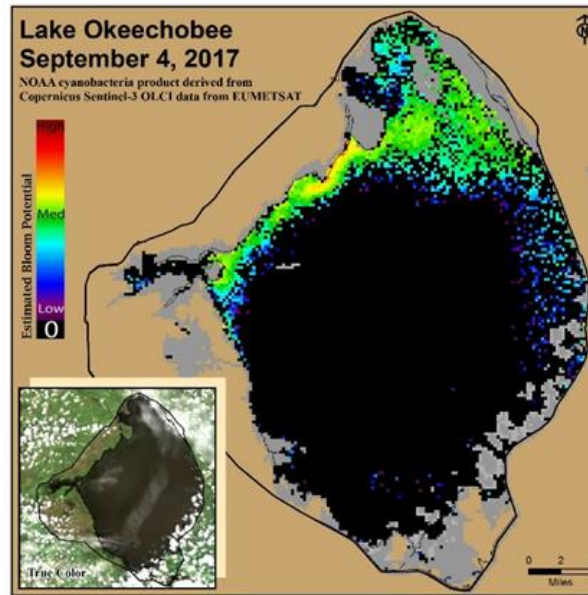 Lake Okeechobee
September 4, 2017
NOAA cyanobacteria product derived from
Copernicus Sentinel-3 OLCI data from EUMETSAT
High
Med
Low
0
Estimated Bloom Potential
N
True Color
0 2
Miles